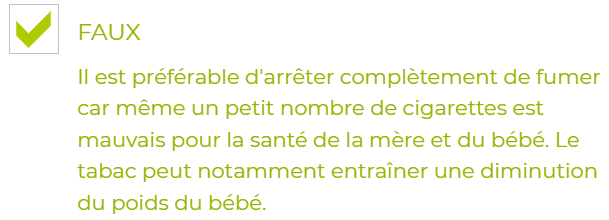 FAUX
Il est préférable d'arrêter complètement de fumer
car même un petit nombre de cigarettes est
mauvais pour la santé de la mère et du bébé. Le
tabac peut notamment entraîner une diminution
du poids du bébé.